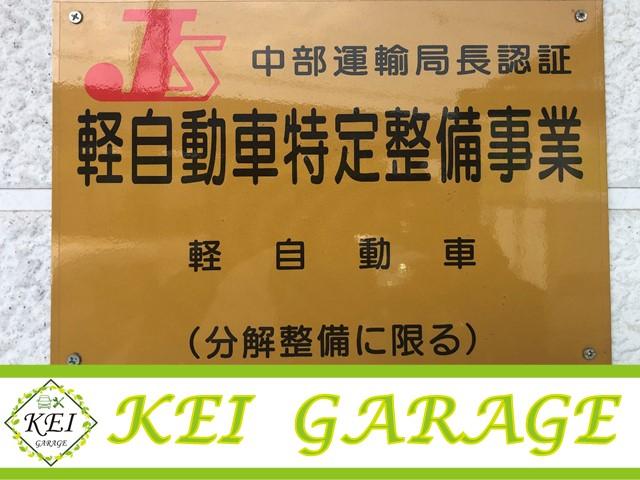 JS
中部運輸局長認証
軽自動車特定整備事業
軽自動車
(分解整備に限る)
KEI
GARAGE
KEI GARAGE